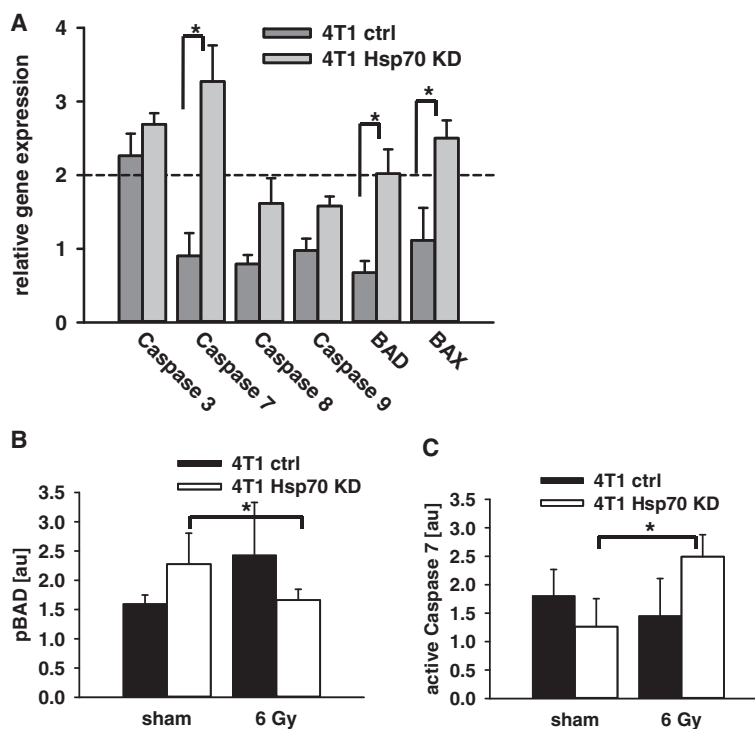 A
4T1 ctrl
4T1 Hsp70 KD
relative gene expression
4
3
2
1
0
*
*
*
Caspase 3
Caspase 7
Caspase 8
Caspase 9
BAD
BAX
B
4T1 ctrl
4T1 Hsp70 KD
pBAD [au]
3.5
3.0
2.5
2.0
1.5
1.0
0.5
0.0
*
sham
6 Gy
C
4T1 ctrl
4T1 Hsp70 KD
active Caspase 7 [au]
3.5
3.0
2.5
2.0
1.5
1.0
0.5
0.0
*
sham
6 Gy